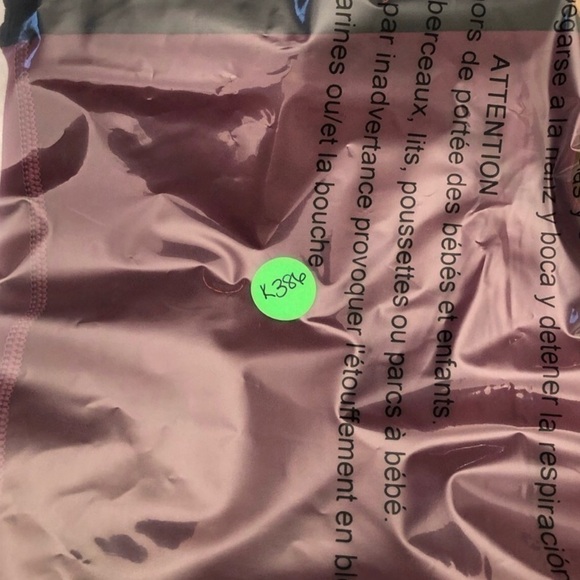 egarse a la nariz y boca y detener la respiración
ATTENTION
ors de portée des bébés et enfants.
berceaux, lits, poussettes ou parcs à bébé.
par inadvertance provoquer l'étouffement en bl
arines ou/et la bouche
K386